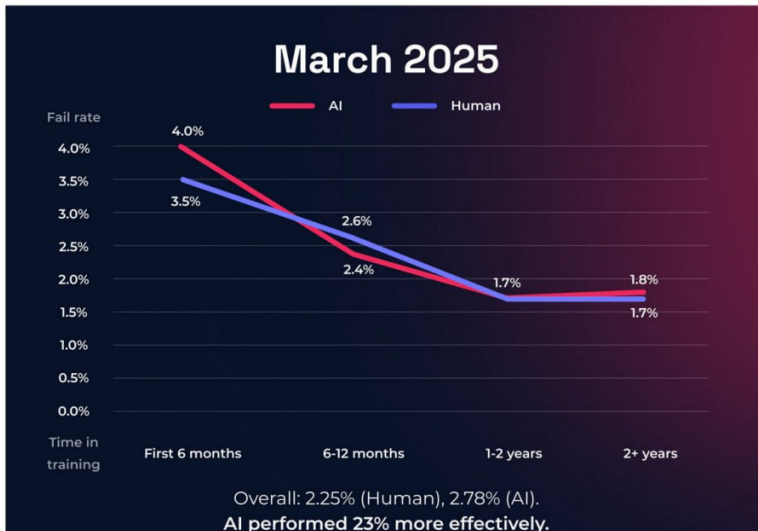 March 2025
AI Human
Fail rate
4.0%
3.5%
3.0%
2.5%
2.0%
1.5%
1.0%
0.5%
0.0%
4.0%
3.5%
2.6%
2.4%
1.7%
1.8%
1.7%
Time in
training
First 6 months 6-12 months 1-2 years 2+ years
Overall: 2.25% (Human), 2.78% (AI).
AI performed 23% more effectively.